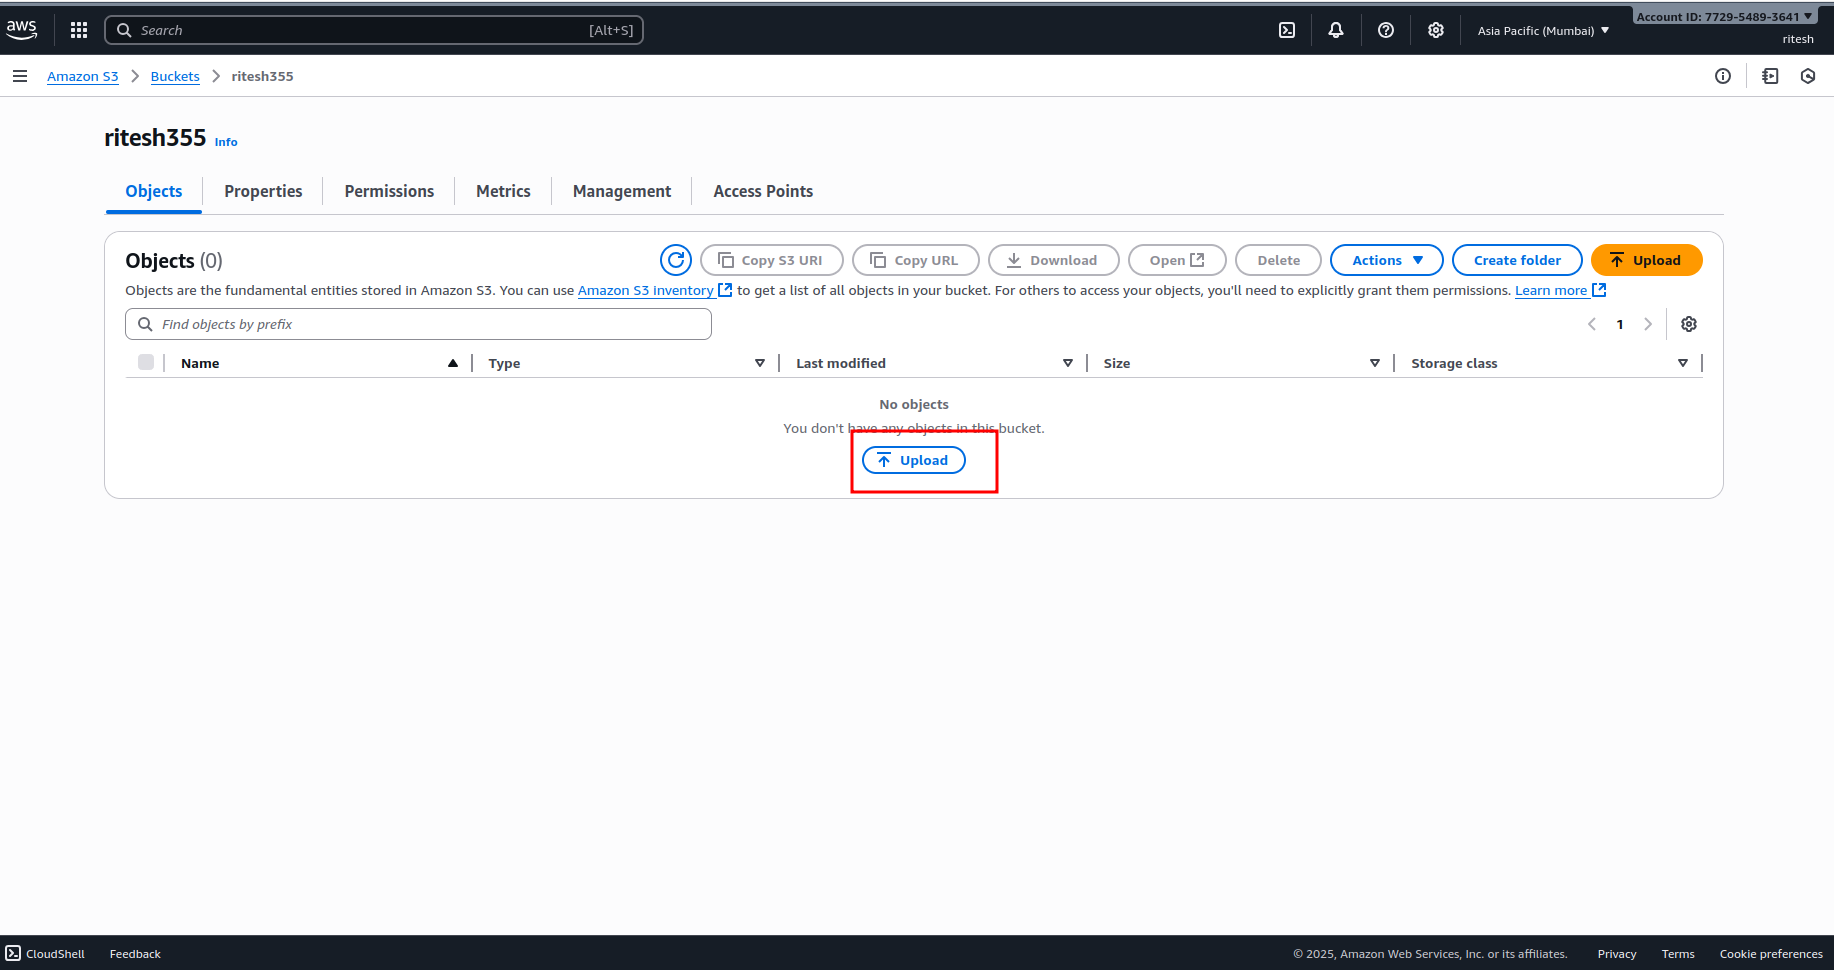 aws Search [Alt+S] Asia Pacific (Mumbai) Account ID: 7729-5489-3641
ritesh
Amazon S3 Buckets ritesh355
ritesh355 Info
Objects Properties Permissions Metrics Management Access Points
Objects (0) Copy S3 URI Copy URL Download Open Delete Actions Create folder Upload
Objects are the fundamental entities stored in Amazon S3. You can use Amazon S3 inventory to get a list of all objects in your bucket. For others to access your objects, you'll need to explicitly grant them permissions. Learn more
Find objects by prefix 1
Name Type Last modified Size Storage class
No objects
You don't have any objects in this bucket.
Upload
CloudShell Feedback © 2025, Amazon Web Services, Inc. or its affiliates. Privacy Terms Cookie preferences